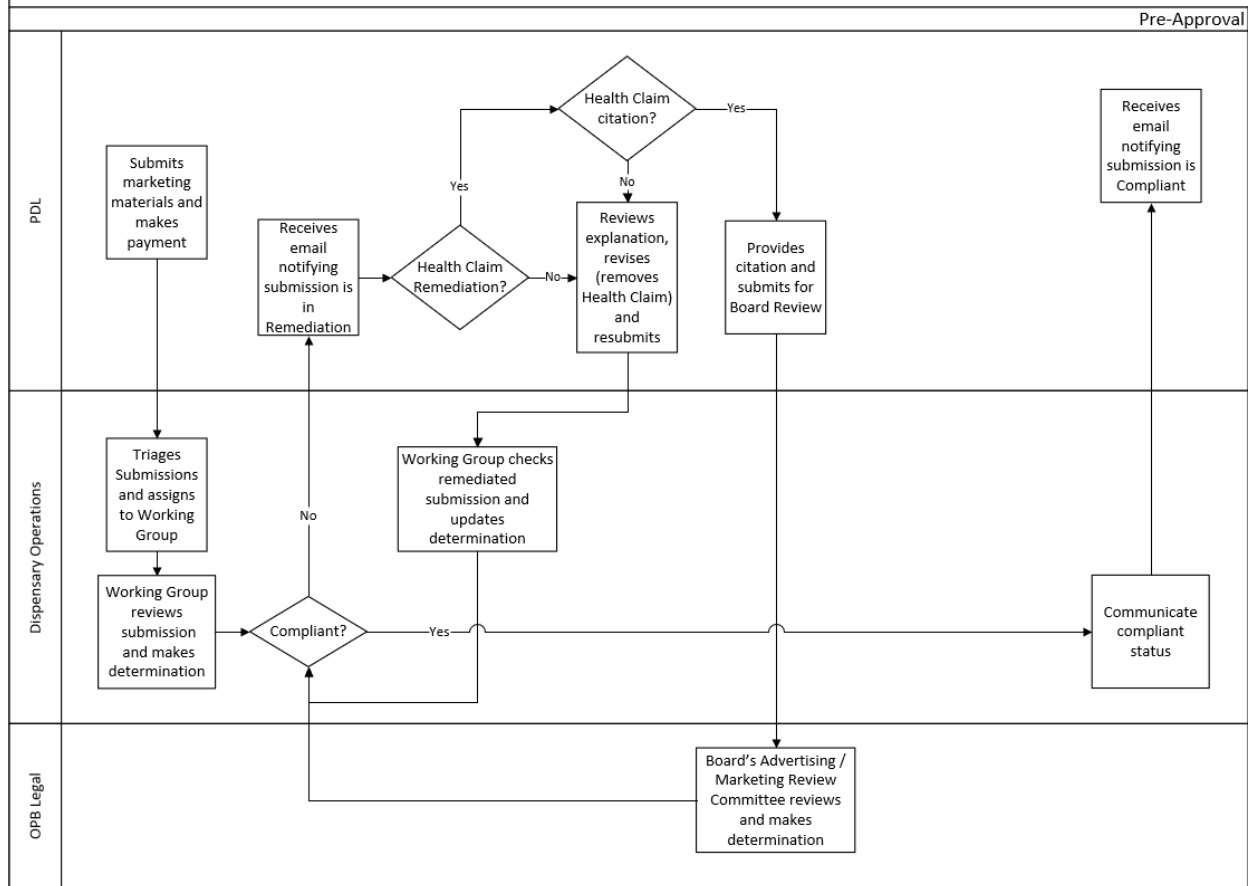 Pre-Approval
PDL
Submits
marketing
materials and
makes
payment
Receives
email
notifying
submission is
in
Remediation
Health Claim
Remediation?
Yes
No
Health Claim
citation?
Yes
No
Reviews
explanation,
revises
(removes
Health Claim)
and
resubmits
Provides
citation and
submits for
Board Review
Receives
email
notifying
submission is
Compliant
Dispensary Operations
Triages
Submissions
and assigns
to Working
Group
Working Group
reviews
submission
and makes
determination
Compliant?
No
Yes
Working Group checks
remediated
submission and
updates
determination
Communicate
compliant
status
OPB Legal
Board's Advertising /
Marketing Review
Committee reviews
and makes
determination